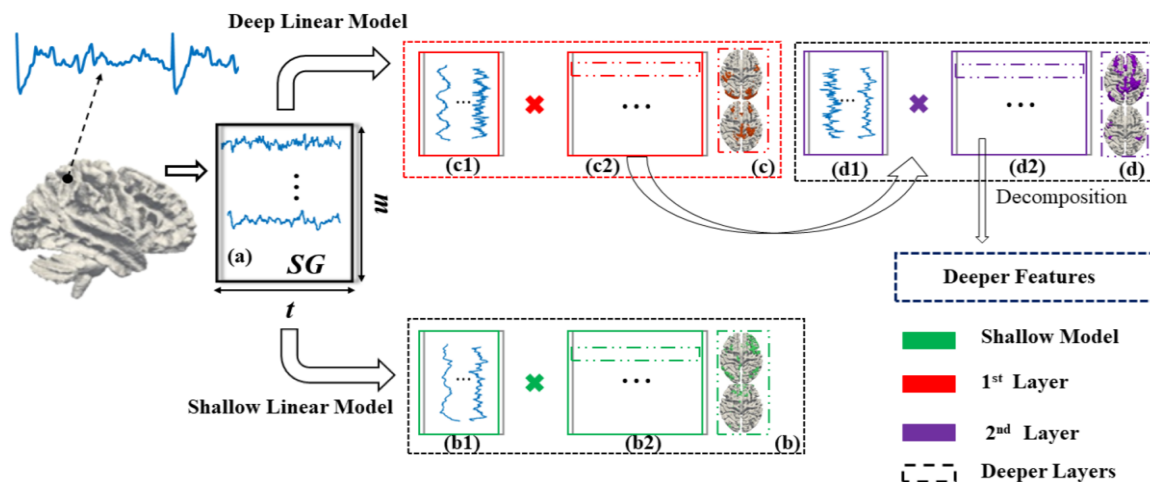 Deep Linear Model
(c1)
(c2)
(c)
(d1)
(d2)
(d)
Decomposition
(a)
SG
m
t
Deeper Features
Shallow Linear Model
(b1)
(b2)
(b)
Shallow Model
1st Layer
2nd Layer
Deeper Layers